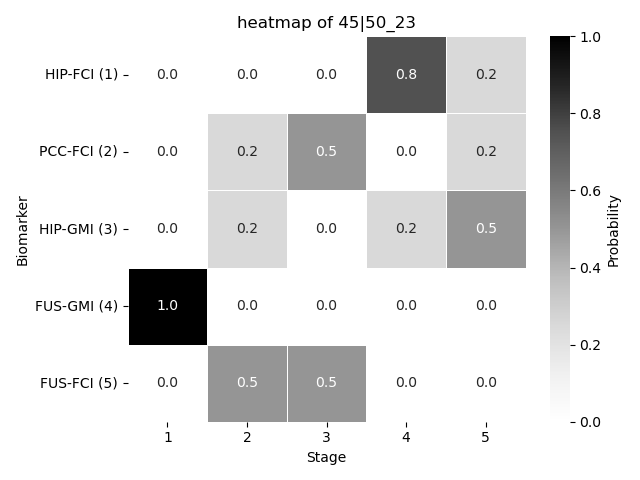 heatmap of 45|50_23
HIP-FCI (1) 0.0 0.0 0.0 0.8 0.2
PCC-FCI (2) 0.0 0.2 0.5 0.0 0.2
HIP-GMI (3) 0.0 0.2 0.0 0.2 0.5
FUS-GMI (4) 1.0 0.0 0.0 0.0 0.0
FUS-FCI (5) 0.0 0.5 0.5 0.0 0.0
1 2 3 4 5
Stage
Biomarker
1.0
0.8
0.6
0.4
0.2
0.0
Probability